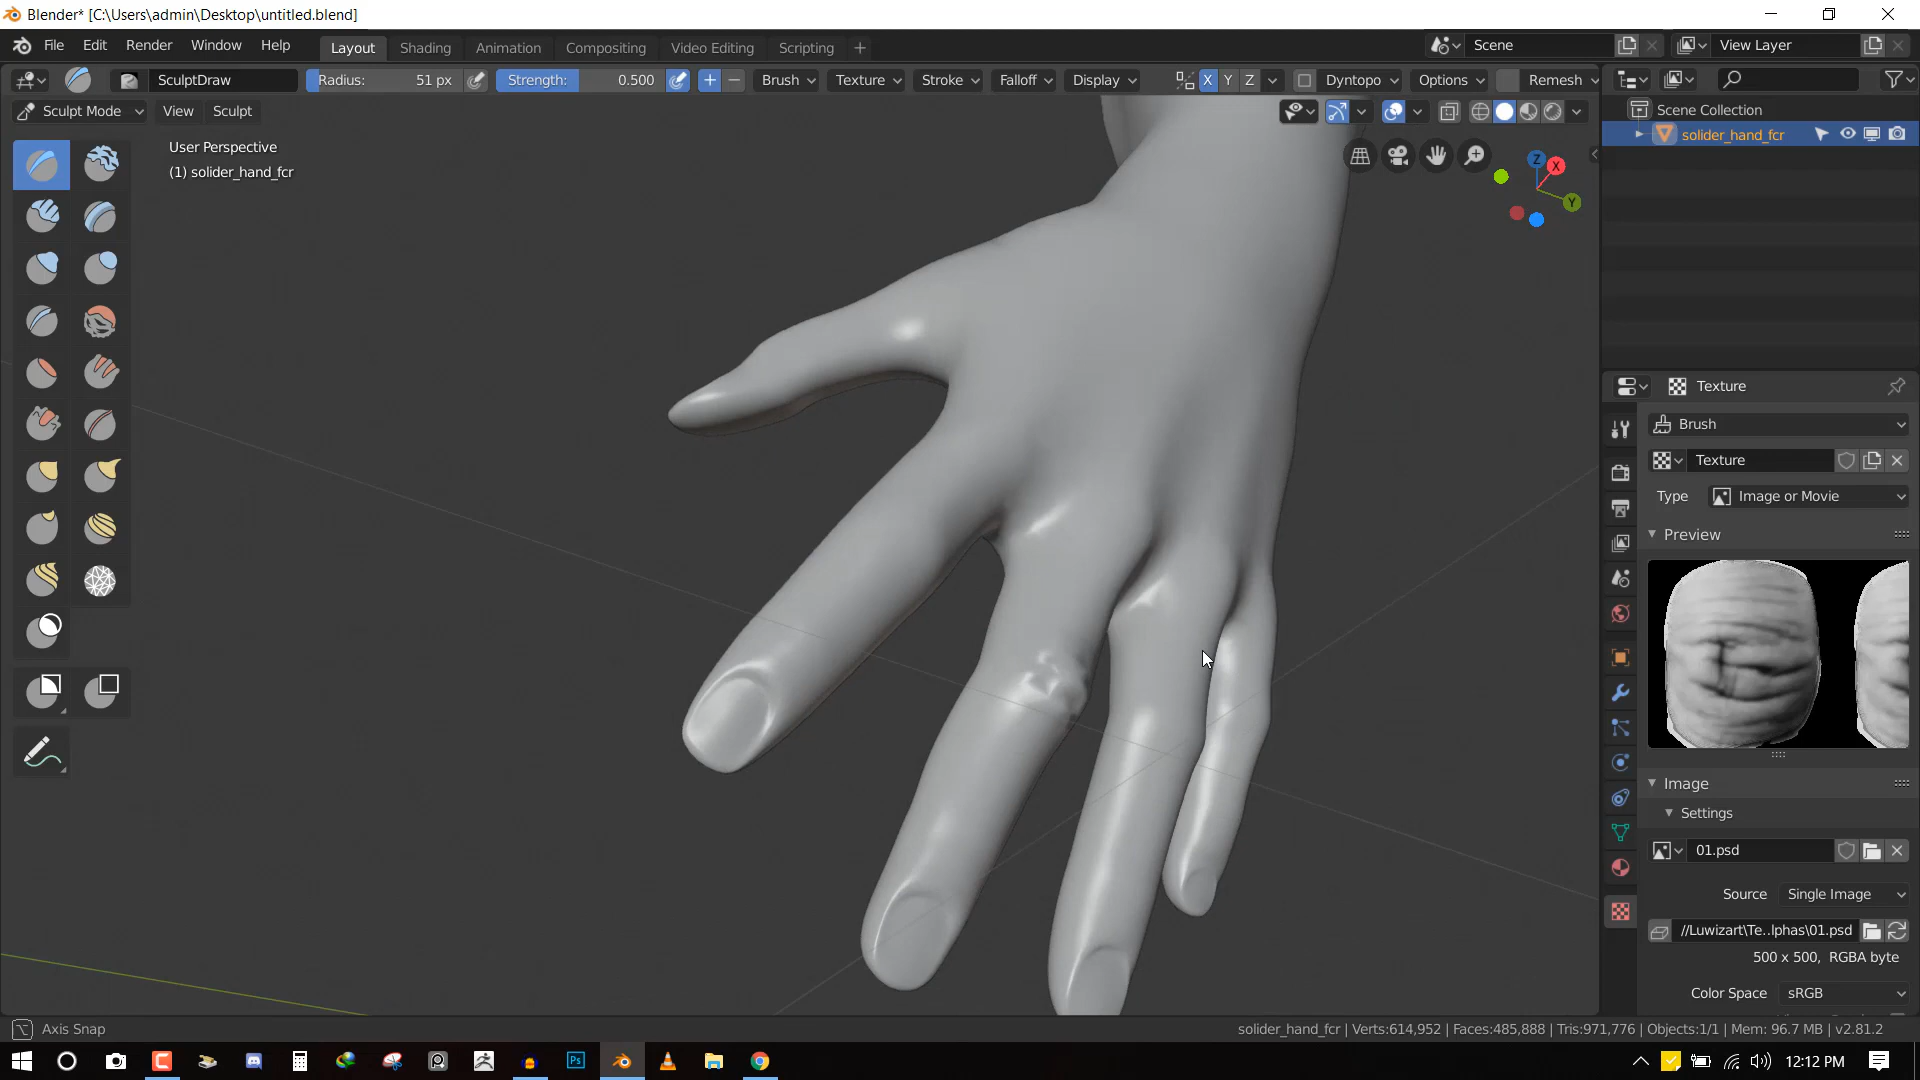 Blender* [C:\Users\admin\Desktop\untitled.blend]
File Edit Render Window Help Layout Shading Animation Compositing Video Editing Scripting + Scene View Layer
SculptDraw Radius: 51 px Strength: 0.500 + − Brush Texture Stroke Falloff Display X Y Z Dyntopo Options Remesh
Sculpt Mode View Sculpt
Scene Collection
solider_hand_fcr
User Perspective
(1) solider_hand_fcr
Z X
Y
Texture
Brush
Texture
Type Image or Movie
Preview
Image
Settings
01.psd
Source Single Image
//Luwizart\Te..lphas\01.psd
500 x 500, RGBA byte
Color Space sRGB
Axis Snap
solider_hand_fcr | Verts:614,952 | Faces:485,888 | Tris:971,776 | Objects:1/1 | Mem: 96.7 MB | v2.81.2
Ps
12:12 PM